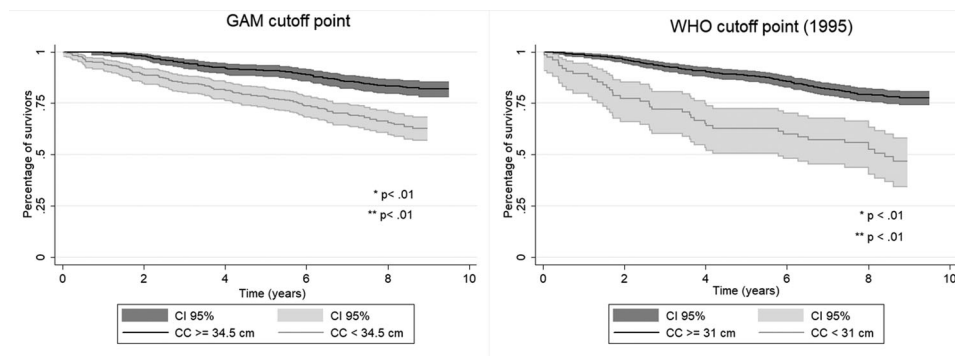 GAM cutoff point
Percentage of survivors
1
.75
.5
.25
0
* p< .01
** p< .01
0 2 4 6 8 10
Time (years)
CI 95% CI 95%
CC >= 34.5 cm CC < 34.5 cm
WHO cutoff point (1995)
Percentage of survivors
1
.75
.5
.25
0
* p < .01
** p < .01
0 2 4 6 8 10
Time (years)
CI 95% CI 95%
CC >= 31 cm CC < 31 cm